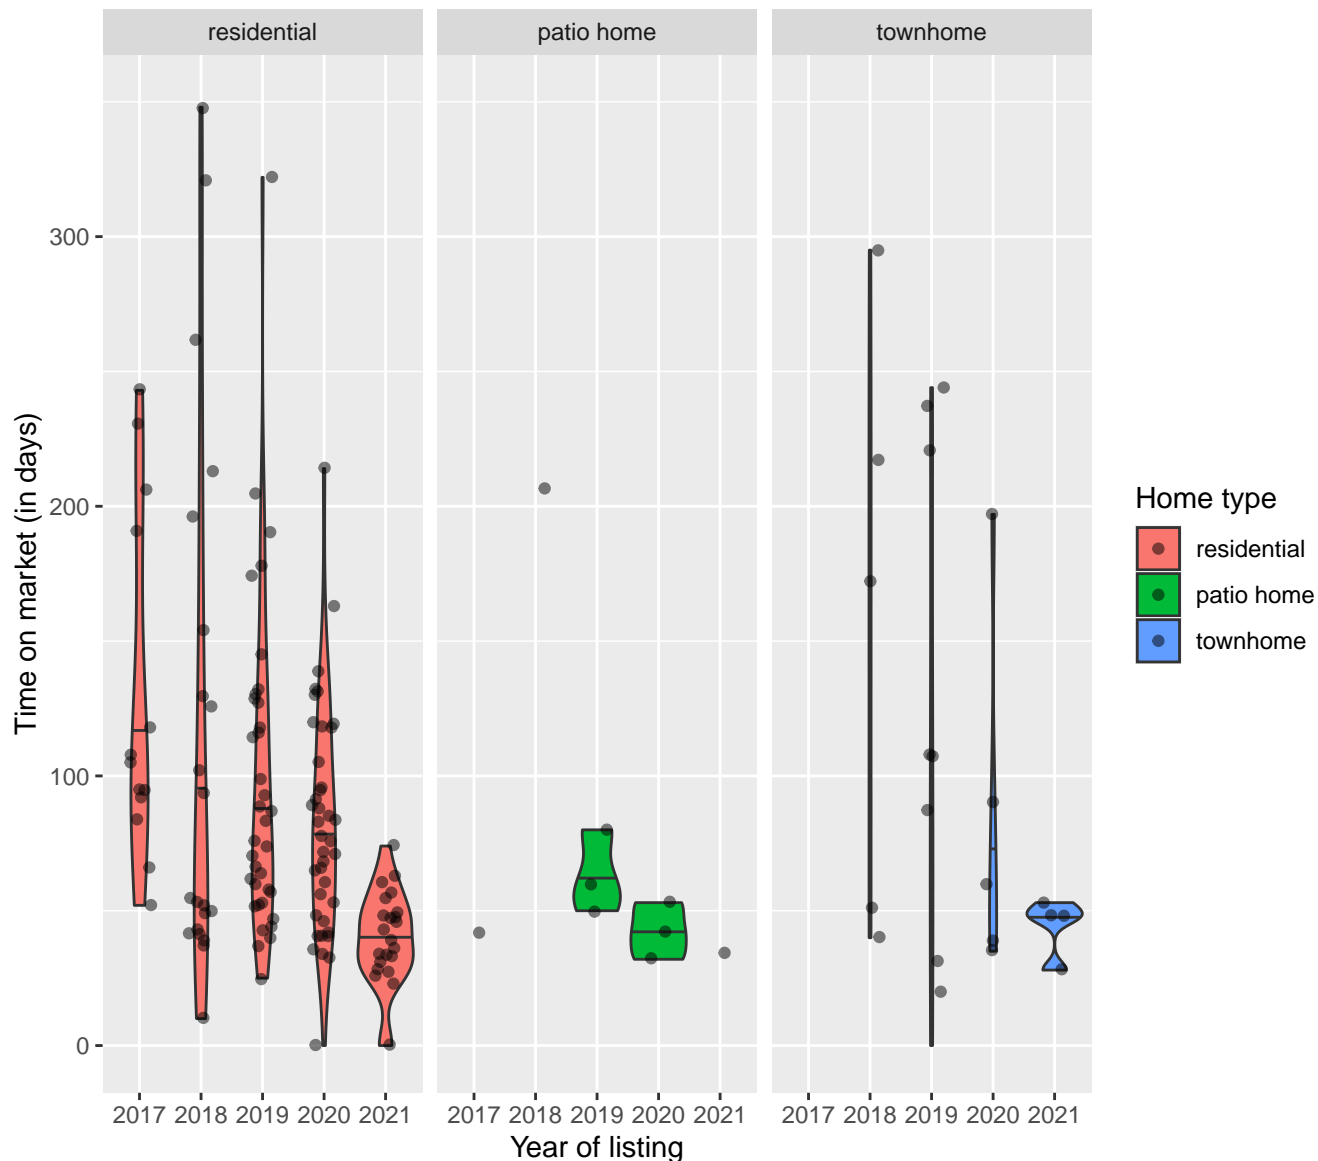 residential patio home townhome
Time on market (in days)
300
200
100
0
2017 2018 2019 2020 2021 2017 2018 2019 2020 2021 2017 2018 2019 2020 2021
Year of listing
Home type
residential
patio home
townhome